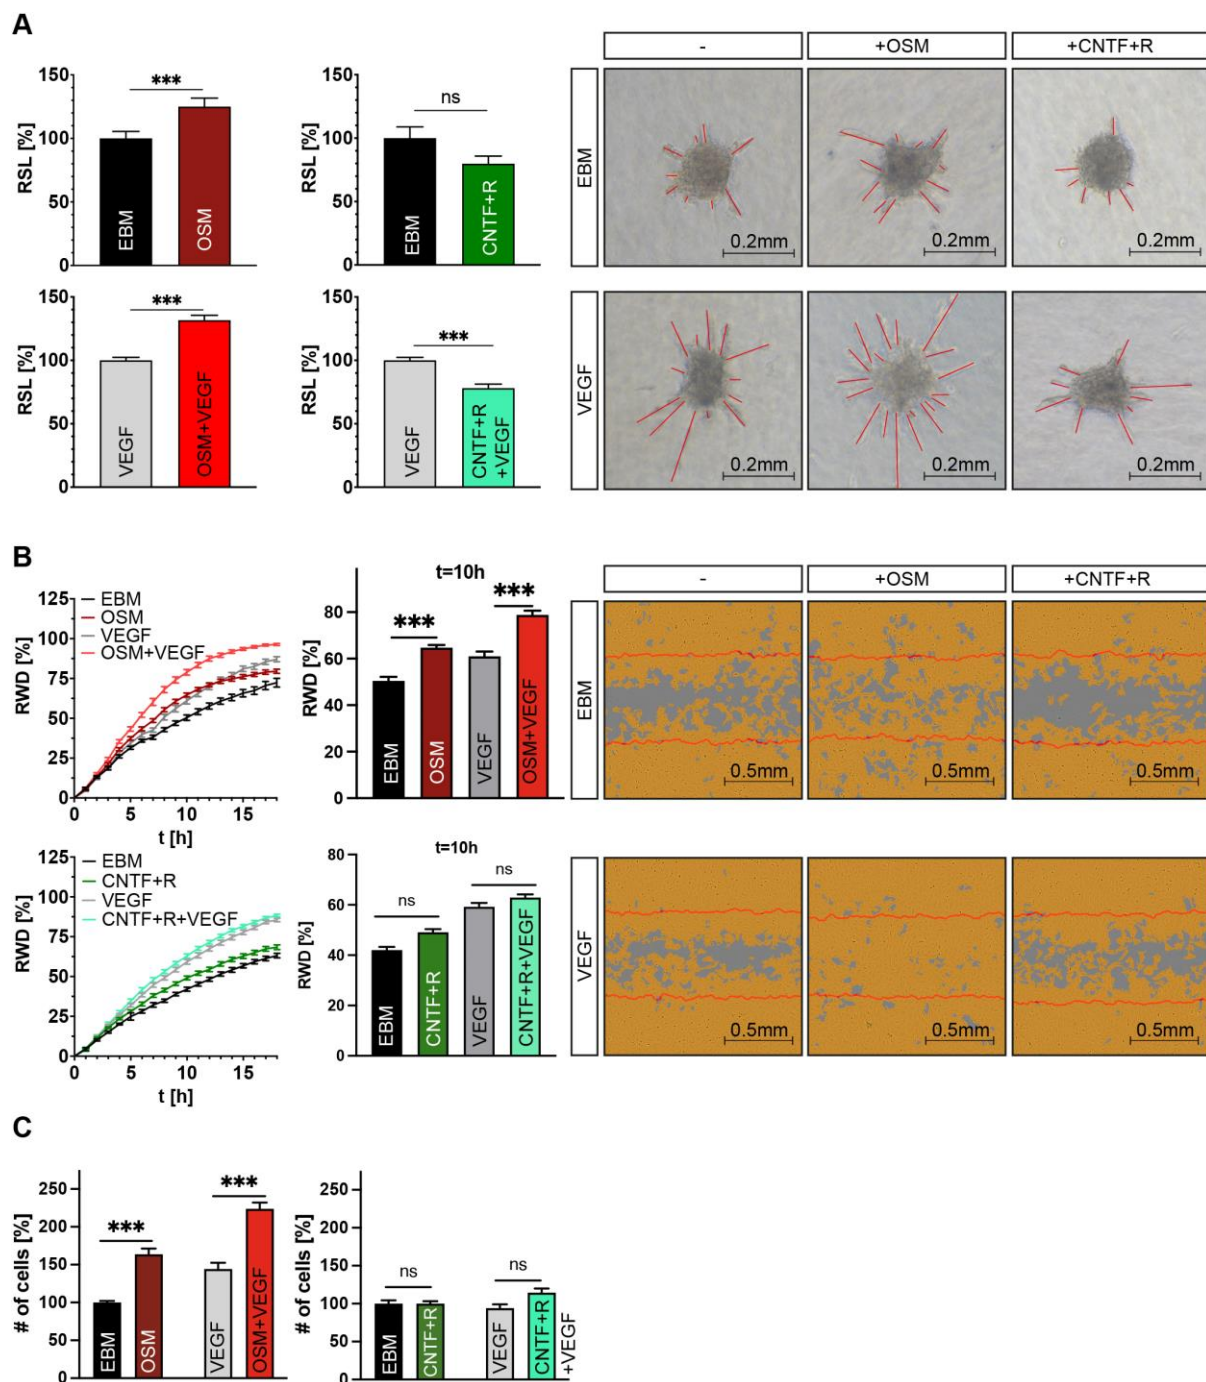 A
- +OSM +CNTF+R
150
100
50
0
RSL [%]
***
EBM
OSM
150
100
50
0
RSL [%]
ns
EBM
CNTF+R
EBM
0.2mm 0.2mm 0.2mm
150
100
50
0
RSL [%]
***
VEGF
OSM+VEGF
150
100
50
0
RSL [%]
***
VEGF
CNTF+R
+VEGF
VEGF
0.2mm 0.2mm 0.2mm
B
- +OSM +CNTF+R
125
100
75
50
25
0
RWD [%]
EBM
OSM
VEGF
OSM+VEGF
0 5 10 15
t [h]
t=10h
80
60
40
20
0
RWD [%]
***
***
EBM
OSM
VEGF
OSM+VEGF
EBM
0.5mm 0.5mm 0.5mm
125
100
75
50
25
0
RWD [%]
EBM
CNTF+R
VEGF
CNTF+R+VEGF
0 5 10 15
t [h]
t=10h
80
60
40
20
0
RWD [%]
ns
ns
EBM
CNTF+R
VEGF
CNTF+R+VEGF
VEGF
0.5mm 0.5mm 0.5mm
C
250
200
150
100
50
0
# of cells [%]
***
***
EBM
OSM
VEGF
OSM+VEGF
250
200
150
100
50
0
# of cells [%]
ns
ns
EBM
CNTF+R
VEGF
CNTF+R
+VEGF